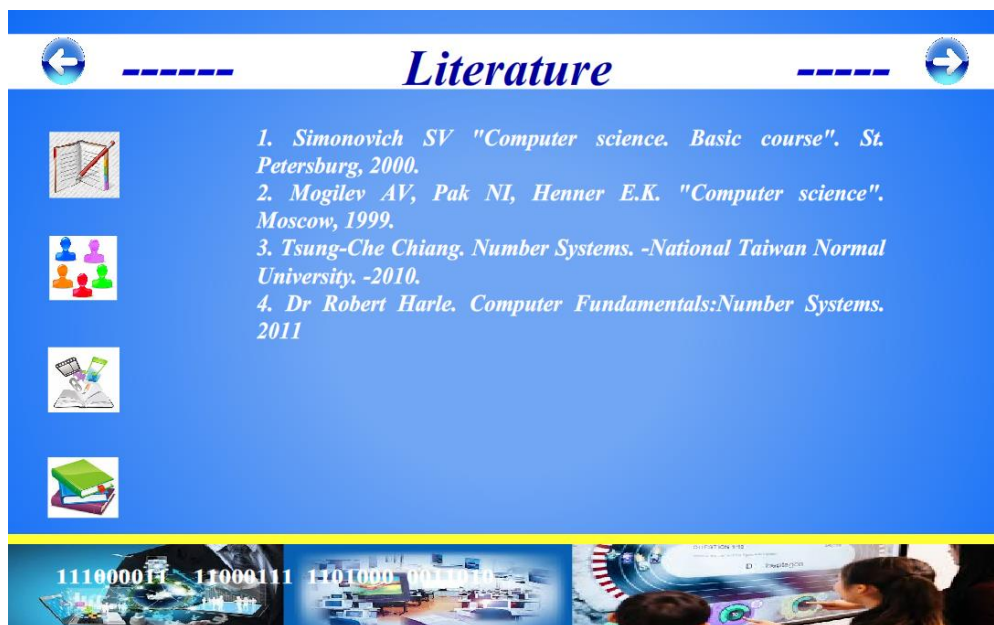 ------ Literature -----
1. Simonovich SV "Computer science. Basic course". St.
Petersburg, 2000.
2. Mogilev AV, Pak NI, Henner E.K. "Computer science".
Moscow, 1999.
3. Tsung-Che Chiang. Number Systems. -National Taiwan Normal
University. -2010.
4. Dr Robert Harle. Computer Fundamentals:Number Systems.
2011
111000011 11000111 1101000 0011010